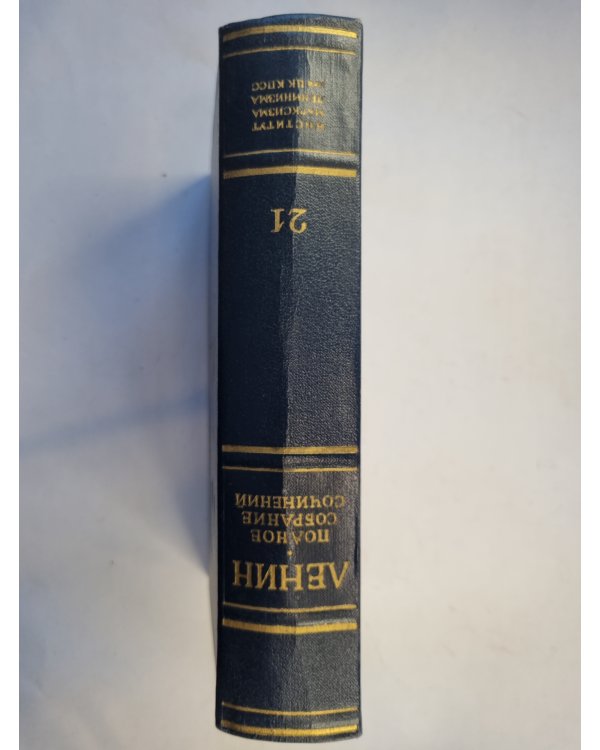 ЛЕНИН
ПОЛНОЕ
СОБРАНИЕ
СОЧИНЕНИЙ
21
ИНСТИТУТ
МАРКСИЗМА
ЛЕНИНИЗМА
ПРИ ЦК КПСС